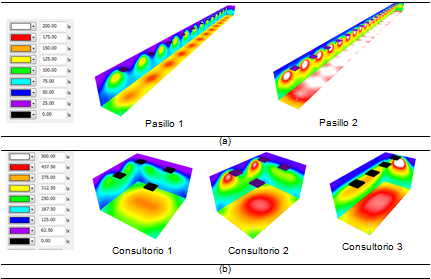 200.00 lx
175.00 lx
150.00 lx
125.00 lx
100.00 lx
75.00 lx
50.00 lx
25.00 lx
0.00 lx
Pasillo 1
Pasillo 2
(a)
500.00 lx
437.50 lx
375.00 lx
312.50 lx
250.00 lx
187.50 lx
125.00 lx
62.50 lx
0.00 lx
Consultorio 1
Consultorio 2
Consultorio 3
(b)